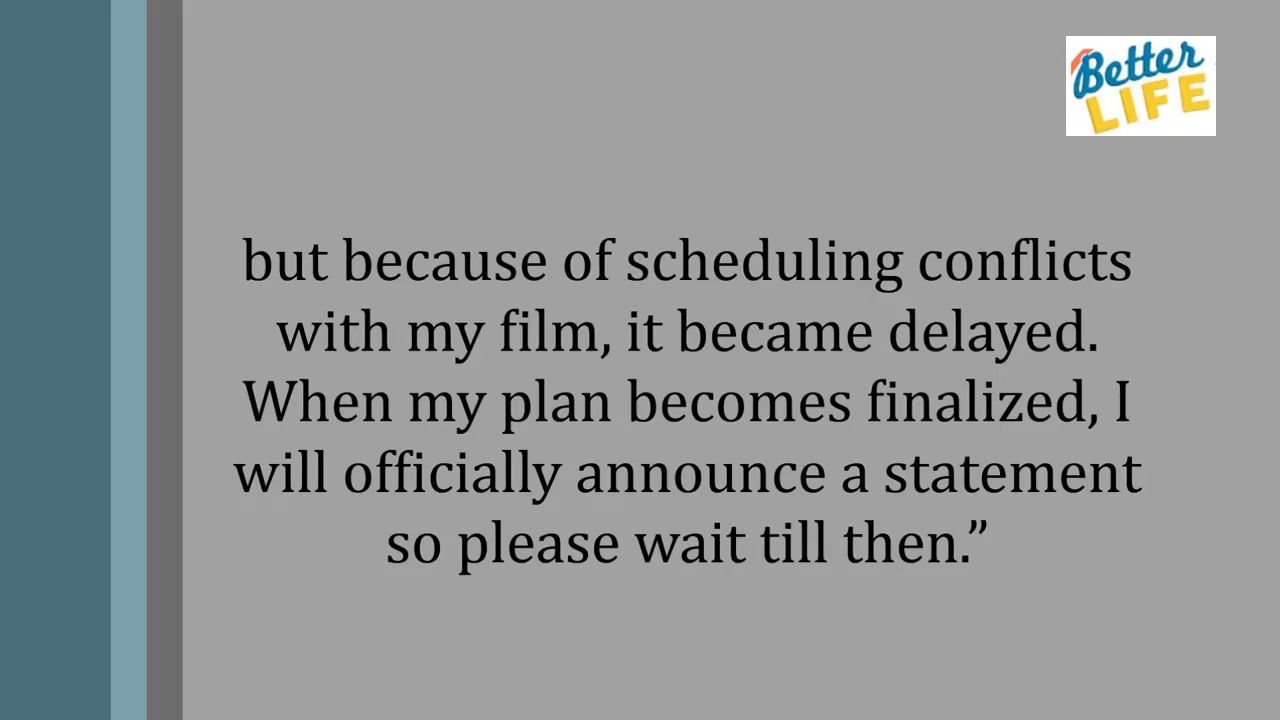 Better
LIFE
but because of scheduling conflicts
with my film, it became delayed.
When my plan becomes finalized, I
will officially announce a statement
so please wait till then.”